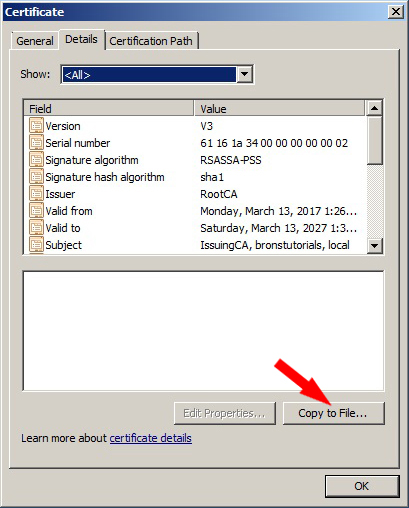 Certificate
General Details Certification Path
Show: <All>
Field Value
Version V3
Serial number 61 16 1a 34 00 00 00 00 00 02
Signature algorithm RSASSA-PSS
Signature hash algorithm sha1
Issuer RootCA
Valid from Monday, March 13, 2017 1:26...
Valid to Saturday, March 13, 2027 1:3...
Subject IssuingCA, bronstutorials, local
Edit Properties... Copy to File...
Learn more about certificate details
OK